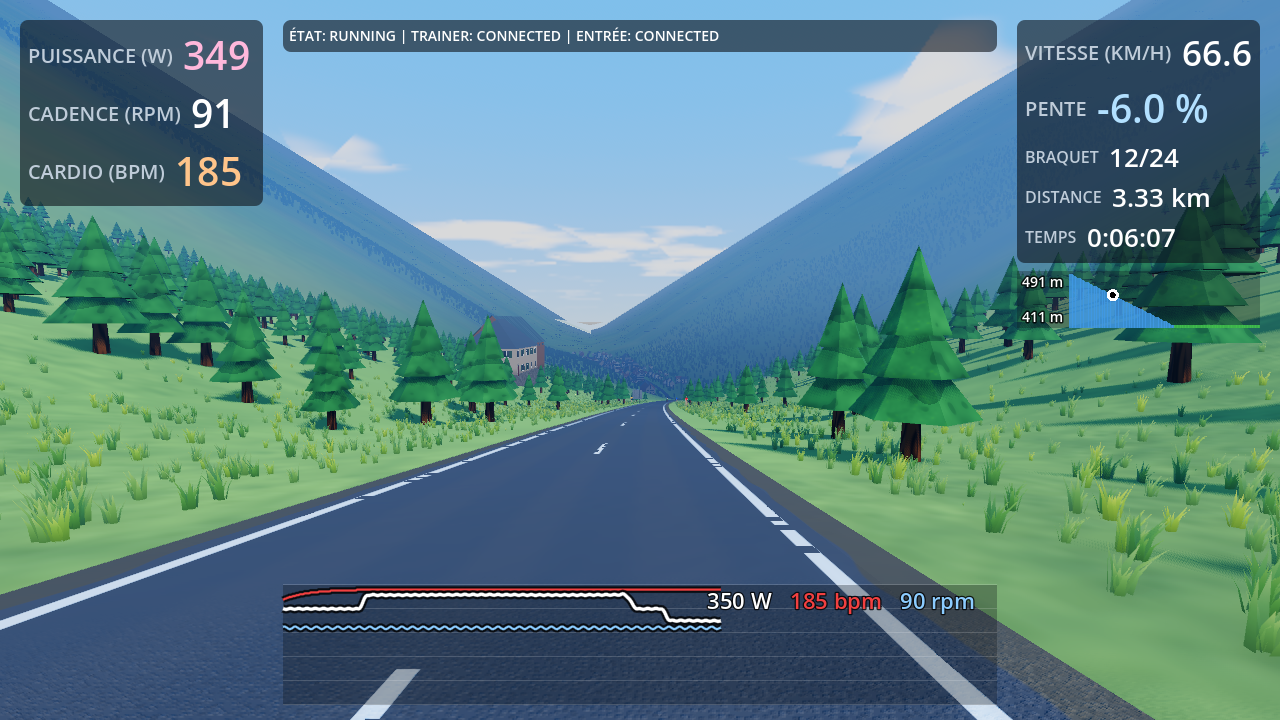 PUISSANCE (W) 349
CADENCE (RPM) 91
CARDIO (BPM) 185
ÉTAT: RUNNING | TRAINER: CONNECTED | ENTRÉE: CONNECTED
VITESSE (KM/H) 66.6
PENTE -6.0 %
BRAQUET 12/24
DISTANCE 3.33 km
TEMPS 0:06:07
491 m
411 m
350 W 185 bpm 90 rpm